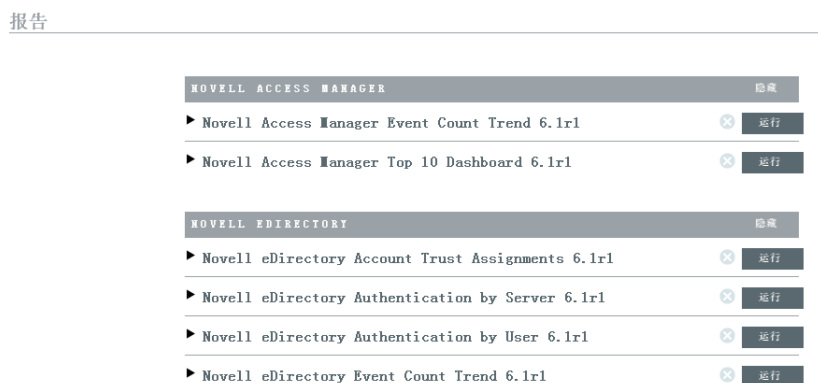 报告
NOVELL ACCESS MANAGER 隐藏
Novell Access Manager Event Count Trend 6.1r1 运行
Novell Access Manager Top 10 Dashboard 6.1r1 运行
NOVELL EDIRECTORY 隐藏
Novell eDirectory Account Trust Assignments 6.1r1 运行
Novell eDirectory Authentication by Server 6.1r1 运行
Novell eDirectory Authentication by User 6.1r1 运行
Novell eDirectory Event Count Trend 6.1r1 运行